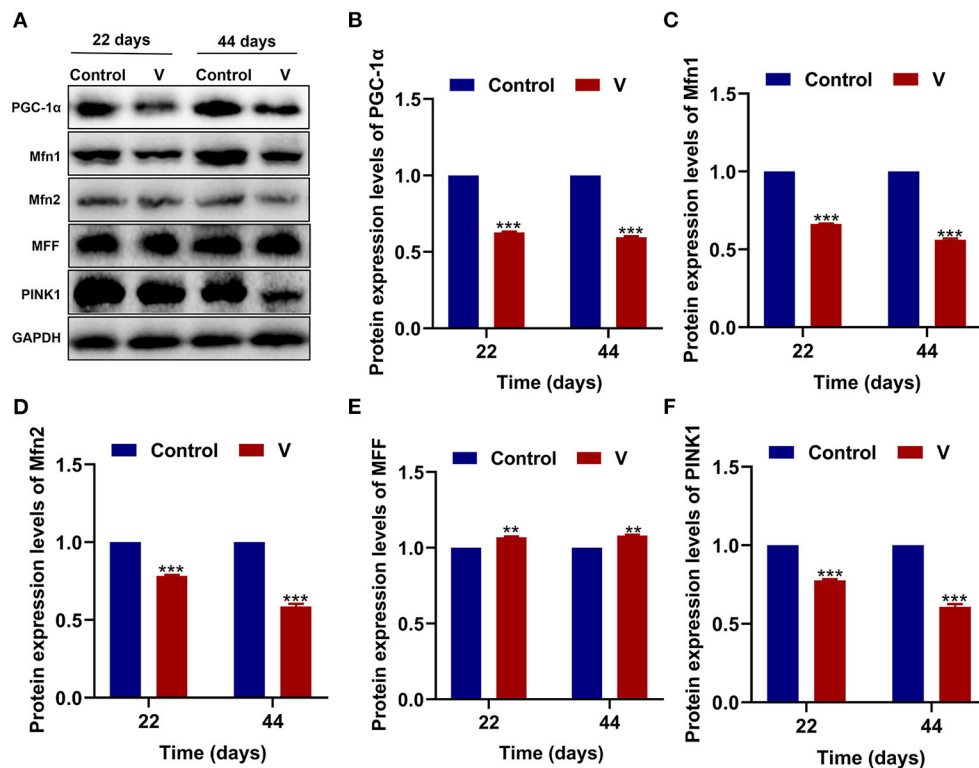 A
22 days 44 days
Control V Control V
PGC-1α
Mfn1
Mfn2
MFF
PINK1
GAPDH
B
Control V
Protein expression levels of PGC-1α
1.5
1.0
0.5
0.0
*** ***
22 44
Time (days)
C
Control V
Protein expression levels of Mfn1
1.5
1.0
0.5
0.0
*** ***
22 44
Time (days)
D
Control V
Protein expression levels of Mfn2
1.5
1.0
0.5
0.0
*** ***
22 44
Time (days)
E
Control V
Protein expression levels of MFF
1.5
1.0
0.5
0.0
** **
22 44
Time (days)
F
Control V
Protein expression levels of PINK1
1.5
1.0
0.5
0.0
*** ***
22 44
Time (days)